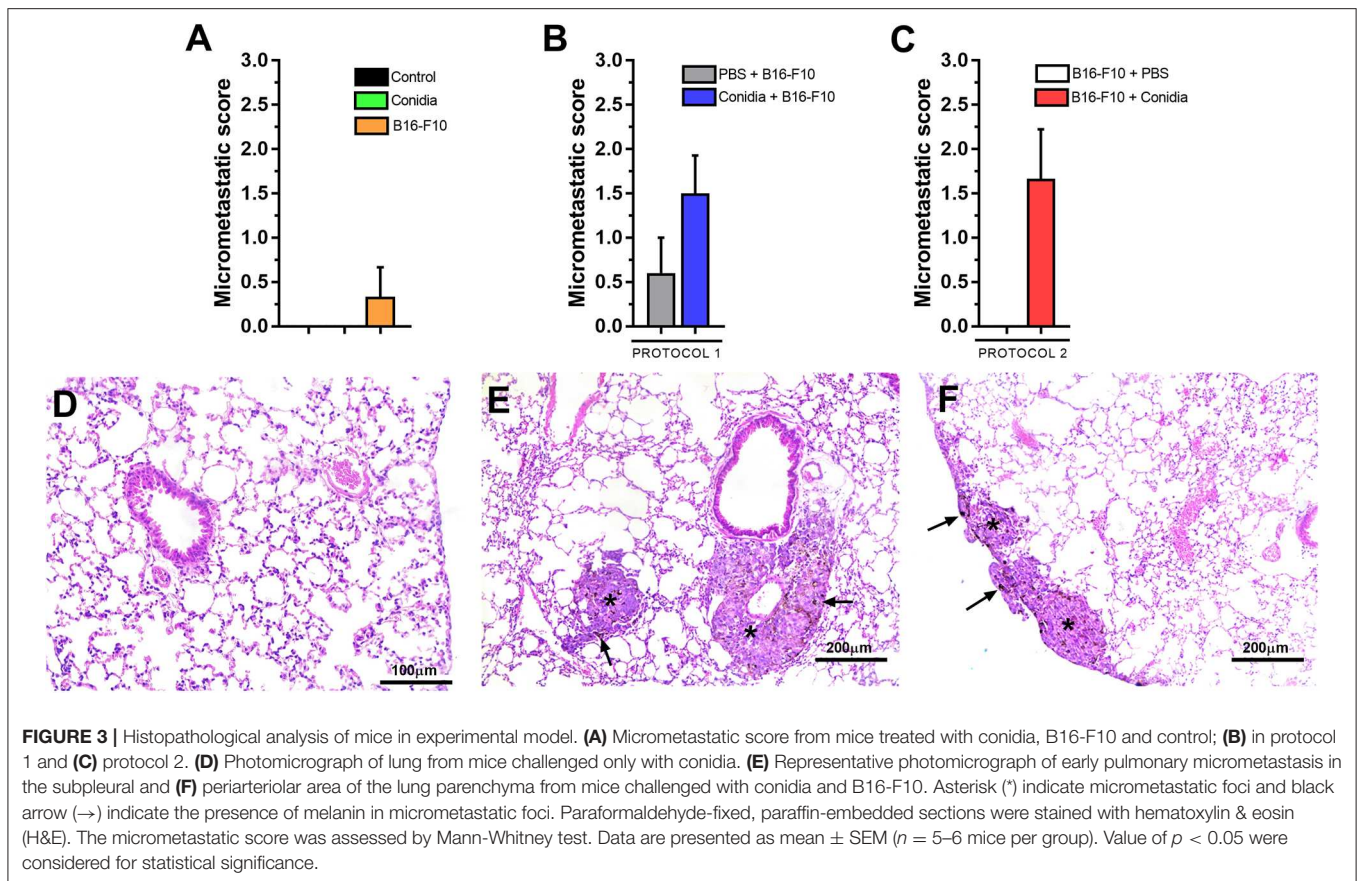 A
Micrometastatic score
3.0
2.5
2.0
1.5
1.0
0.5
0.0
Control
Conidia
B16-F10
B
Micrometastatic score
3.0
2.5
2.0
1.5
1.0
0.5
0.0
PBS + B16-F10
Conidia + B16-F10
PROTOCOL 1
C
Micrometastatic score
3.0
2.5
2.0
1.5
1.0
0.5
0.0
B16-F10 + PBS
B16-F10 + Conidia
PROTOCOL 2
D
100µm
E
*
*
200µm
F
*
*
200µm
FIGURE 3 | Histopathological analysis of mice in experimental model. (A) Micrometastatic score from mice treated with conidia, B16-F10 and control; (B) in protocol
1 and (C) protocol 2. (D) Photomicrograph of lung from mice challenged only with conidia. (E) Representative photomicrograph of early pulmonary micrometastasis in
the subpleural and (F) periarteriolar area of the lung parenchyma from mice challenged with conidia and B16-F10. Asterisk (*) indicate micrometastatic foci and black
arrow (→) indicate the presence of melanin in micrometastatic foci. Paraformaldehyde-fixed, paraffin-embedded sections were stained with hematoxylin & eosin
(H&E). The micrometastatic score was assessed by Mann-Whitney test. Data are presented as mean ± SEM (n = 5–6 mice per group). Value of p < 0.05 were
considered for statistical significance.